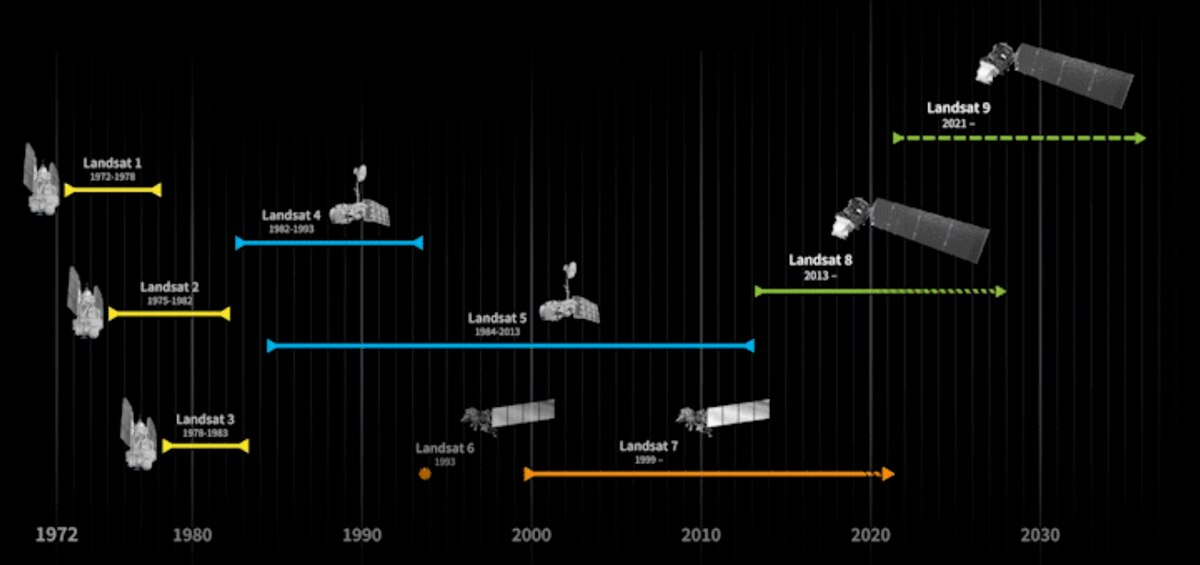 Landsat 9
2021 –
Landsat 1
1972-1978
Landsat 4
1982-1993
Landsat 8
2013 –
Landsat 2
1975-1982
Landsat 5
1984-2013
Landsat 3
1978-1983
Landsat 6
1993
Landsat 7
1999 –
1972 1980 1990 2000 2010 2020 2030